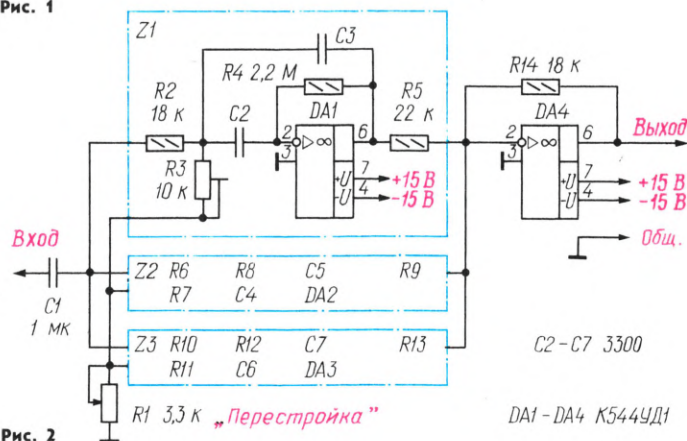 Рис. 1
Z1
C3
R4 2,2 М
R2
18 к
C2
DA1
R5
22 к
R14 18 к
DA4
2
3
▷ ∞
6
+U
7
+15 В
-U
4
-15 В
2
3
▷ ∞
6
Выход
+U
7
+15 В
-U
4
-15 В
R3
10 к
Общ.
Вход
C1
1 мк
Z2 R6 R8 C5 R9
R7 C4 DA2
Z3 R10 R12 C7 R13
R11 C6 DA3
C2-C7 3300
R1 3,3 к „Перестройка”
DA1-DA4 К544УД1
Рис. 2